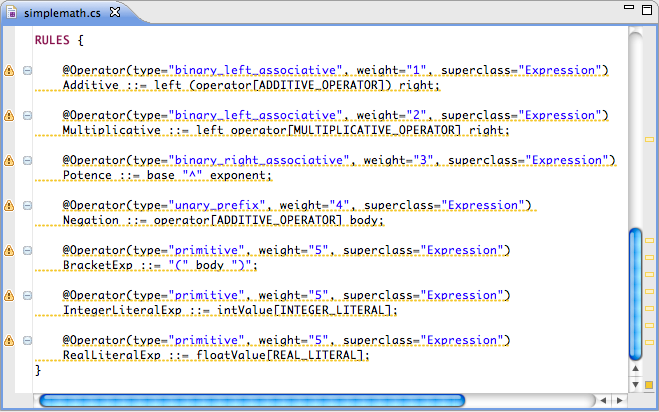 simplemath.cs
RULES {
@Operator(type="binary_left_associative", weight="1", superclass="Expression")
Additive ::= left (operator[ADDITIVE_OPERATOR]) right;
@Operator(type="binary_left_associative", weight="2", superclass="Expression")
Multiplicative ::= left operator[MULTIPLICATIVE_OPERATOR] right;
@Operator(type="binary_right_associative", weight="3", superclass="Expression")
Potence ::= base "^" exponent;
@Operator(type="unary_prefix", weight="4", superclass="Expression")
Negation ::= operator[ADDITIVE_OPERATOR] body;
@Operator(type="primitive", weight="5", superclass="Expression")
BracketExp ::= "(" body ")";
@Operator(type="primitive", weight="5", superclass="Expression")
IntegerLiteralExp ::= intValue[INTEGER_LITERAL];
@Operator(type="primitive", weight="5", superclass="Expression")
RealLiteralExp ::= floatValue[REAL_LITERAL];
}